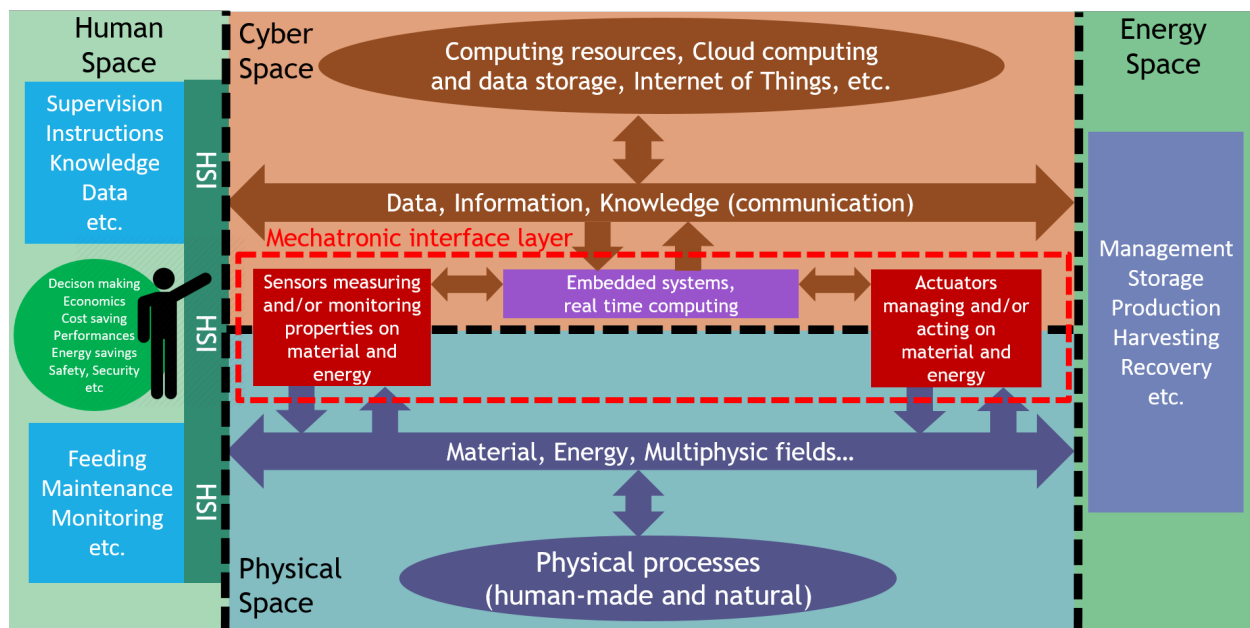 Human
Space
Supervision
Instructions
Knowledge
Data
etc.
HSI
Decison making
Economics
Cost saving
Performances
Energy savings
Safety, Security
etc
HSI
Feeding
Maintenance
Monitoring
etc.
HSI
Cyber
Space
Computing resources, Cloud computing
and data storage, Internet of Things, etc.
Data, Information, Knowledge (communication)
Mechatronic interface layer
Sensors measuring
and/or monitoring
properties on
material and
energy
Embedded systems,
real time computing
Actuators
managing and/or
acting on
material and
energy
Material, Energy, Multiphysic fields...
Physical processes
(human-made and natural)
Physical
Space
Energy
Space
Management
Storage
Production
Harvesting
Recovery
etc.